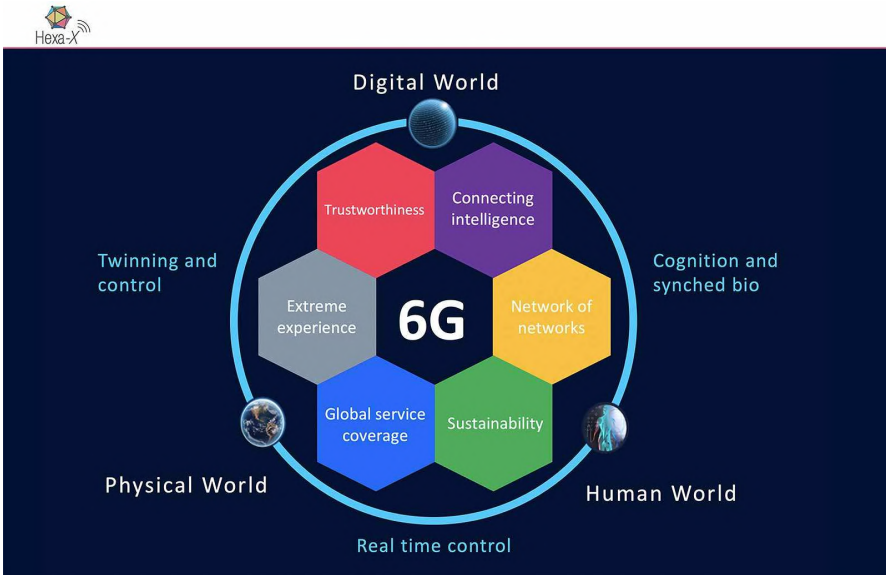 Hexa-X
Digital World
Trustworthiness
Connecting
intelligence
Twinning and
control
Cognition and
synched bio
Extreme
experience
6G
Network of
networks
Global service
coverage
Sustainability
Physical World
Human World
Real time control